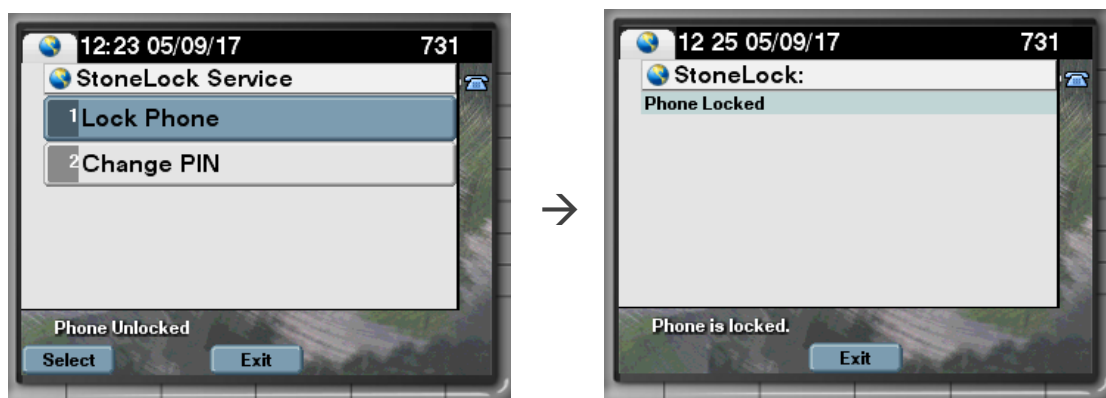 12:23 05/09/17 731
StoneLock Service
1 Lock Phone
2 Change PIN
Phone Unlocked
Select Exit
→
12 25 05/09/17 731
StoneLock:
Phone Locked
Phone is locked.
Exit